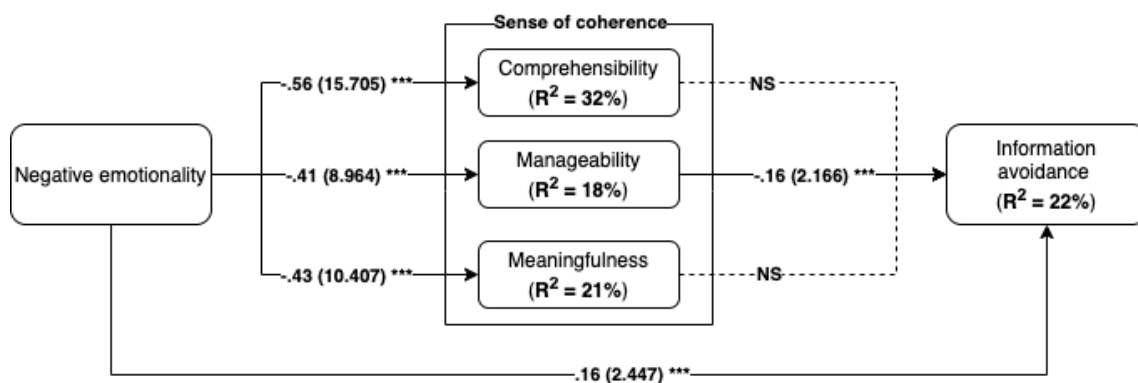 Sense of coherence
-.56 (15.705) ***
Comprehensibility
(R² = 32%)
NS
Negative emotionality
-.41 (8.964) ***
Manageability
(R² = 18%)
-.16 (2.166) ***
Information
avoidance
(R² = 22%)
-.43 (10.407) ***
Meaningfulness
(R² = 21%)
NS
.16 (2.447) ***